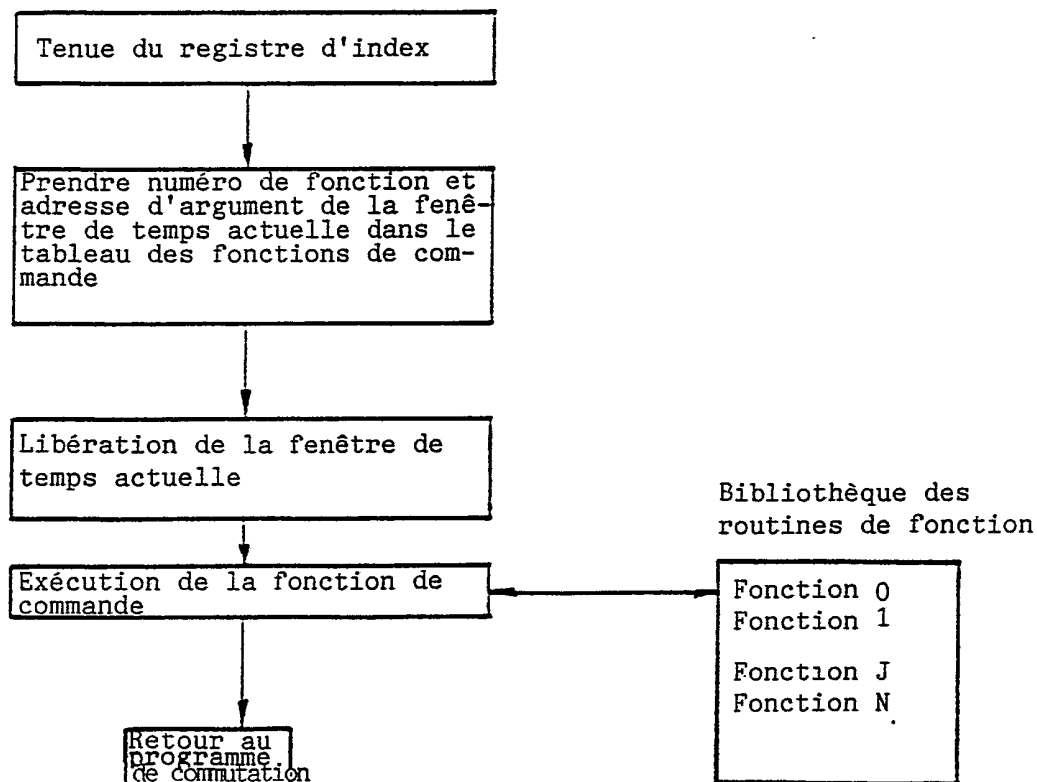 Tenue du registre d'index
Prendre numéro de fonction et
adresse d'argument de la fenê-
tre de temps actuelle dans le
tableau des fonctions de com-
mande
Libération de la fenêtre de
temps actuelle
Exécution de la fonction de
commande
Retour au
programme
de commutation
Bibliothèque des
routines de fonction
Fonction 0
Fonction 1
Fonction J
Fonction N